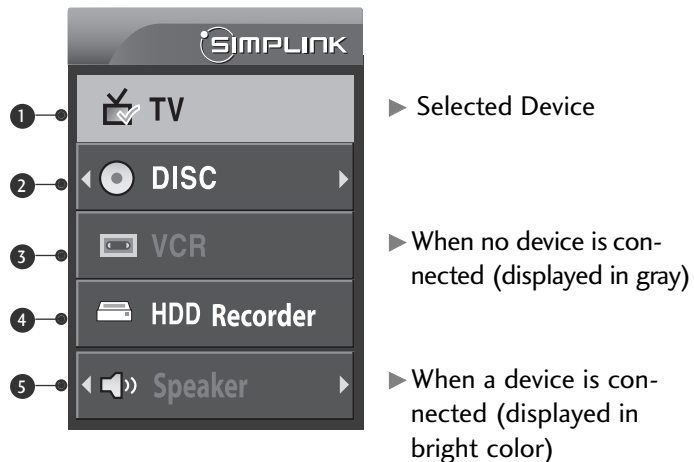 SIMPLINK
1 TV
▶ Selected Device
2 DISC
3 VCR
▶ When no device is con-
nected (displayed in gray)
4 HDD Recorder
5 Speaker
▶ When a device is con-
nected (displayed in
bright color)